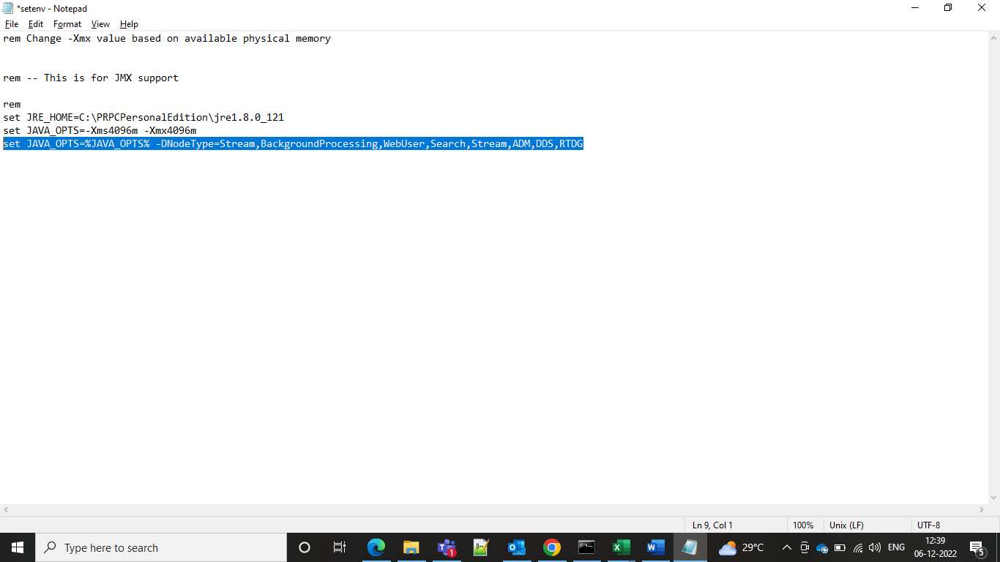 *setenv - Notepad
File Edit Format View Help
rem Change -Xmx value based on available physical memory
rem -- This is for JMX support
rem
set JRE_HOME=C:\PRPCPersonalEdition\jre1.8.0_121
set JAVA_OPTS=-Xms4096m -Xmx4096m
set JAVA_OPTS=%JAVA_OPTS% -DNodeType=Stream,BackgroundProcessing,WebUser,Search,Stream,ADM,DDS,RTDG
Ln 9, Col 1 100% Unix (LF) UTF-8
Type here to search 29°C ENG 12:39
06-12-2022 5